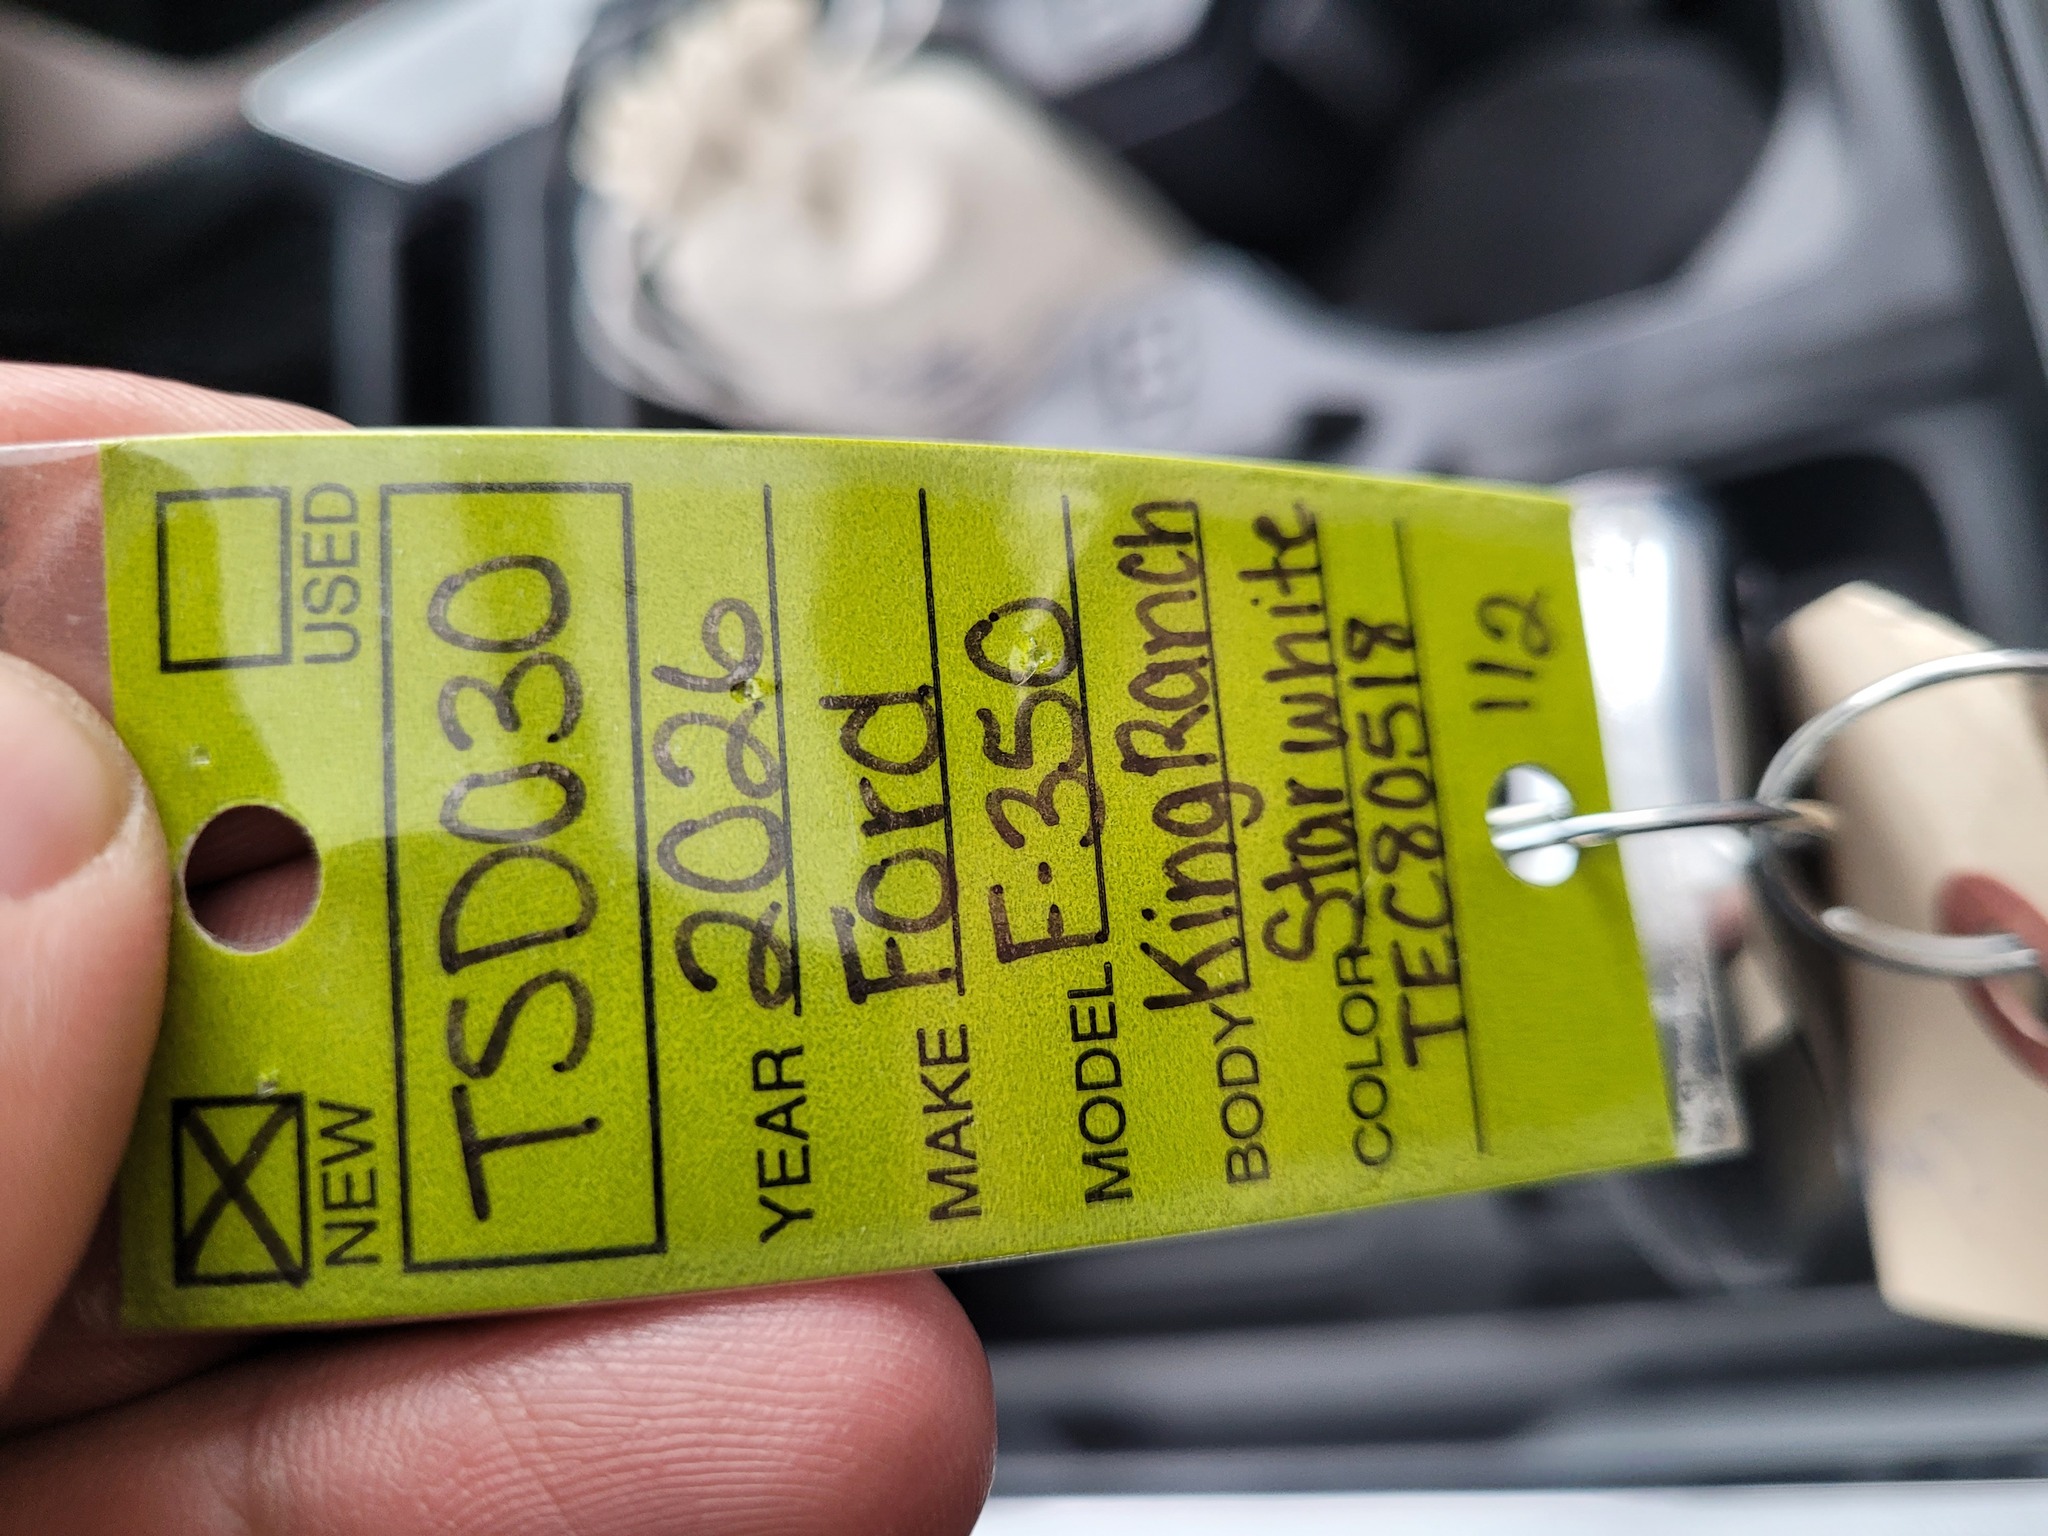 NEW USED
TSD030
YEAR 2026
MAKE Ford
MODEL F-350
BODY King Ranch
COLOR Star white
TEC80518
112